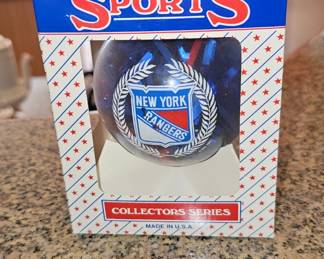 SPORTS
NEW YORK
RANGERS
COLLECTORS SERIES
MADE IN U.S.A.